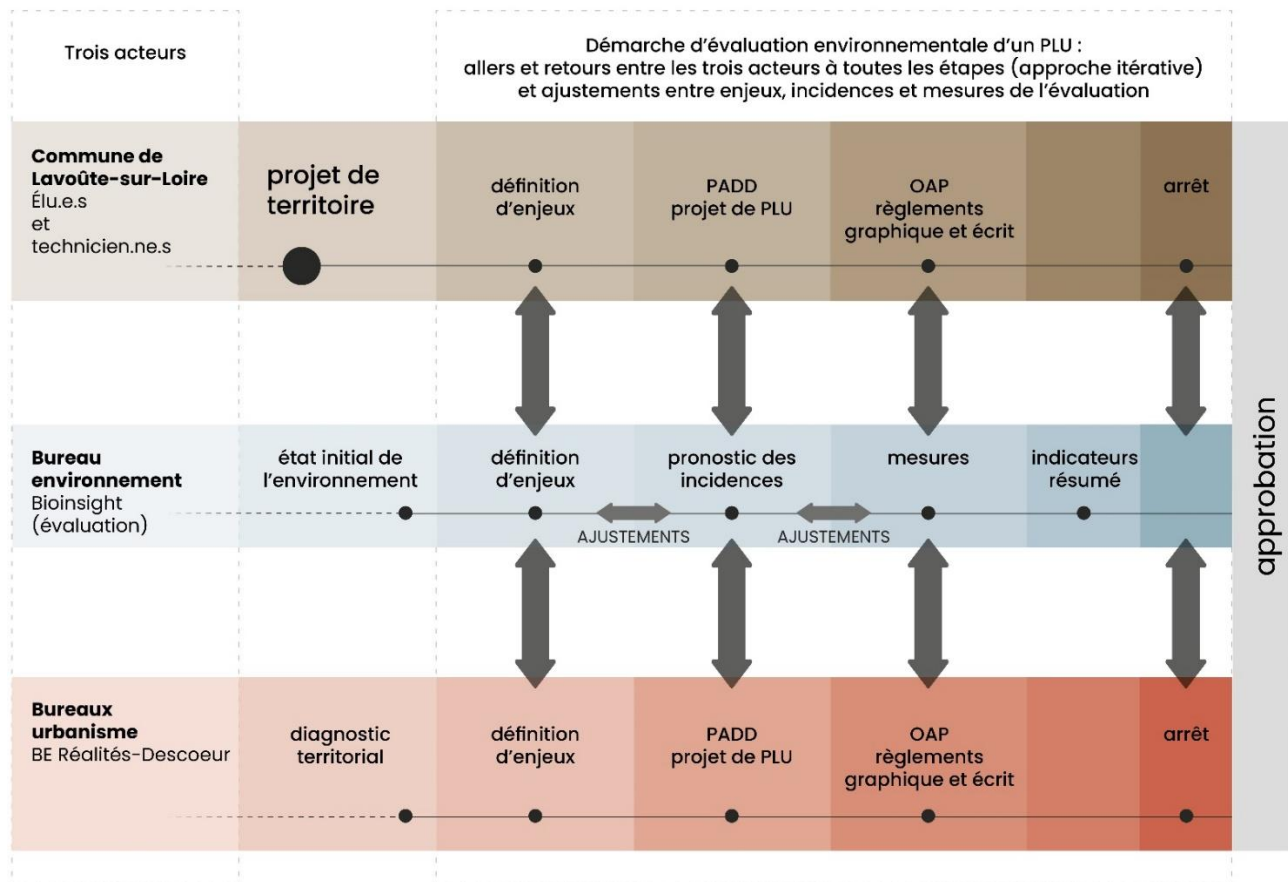 Trois acteurs
Démarche d'évaluation environnementale d'un PLU :
allers et retours entre les trois acteurs à toutes les étapes (approche itérative)
et ajustements entre enjeux, incidences et mesures de l'évaluation
Commune de
Lavoûte-sur-Loire
Élu.e.s
et
technicien.ne.s
projet de
territoire
définition
d'enjeux
PADD
projet de PLU
OAP
règlements
graphique et écrit
arrêt
Bureau
environnement
Bioinsight
(évaluation)
état initial de
l'environnement
définition
d'enjeux
pronostic des
incidences
mesures
indicateurs
résumé
AJUSTEMENTS
AJUSTEMENTS
Bureaux
urbanisme
BE Réalités-Descoeur
diagnostic
territorial
définition
d'enjeux
PADD
projet de PLU
OAP
règlements
graphique et écrit
arrêt
approbation